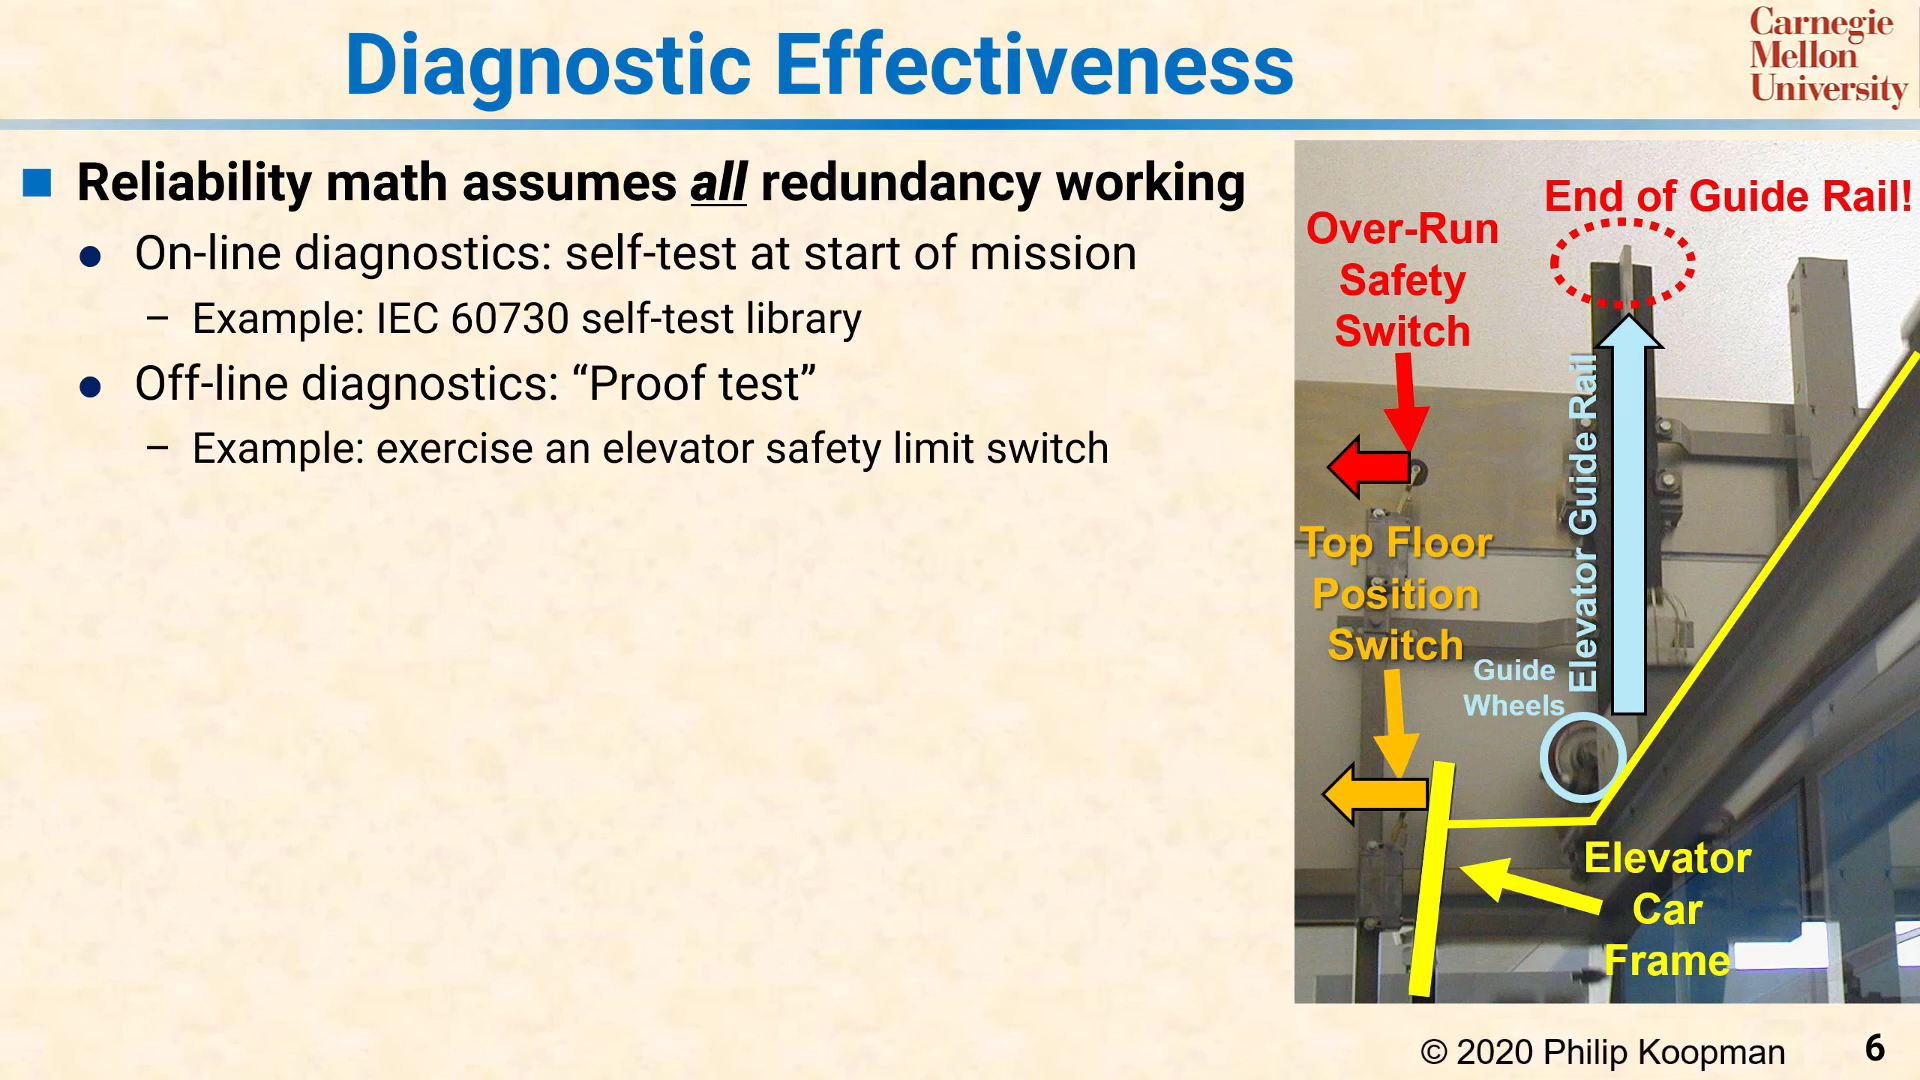 Diagnostic Effectiveness
Carnegie
Mellon
University
Reliability math assumes all redundancy working
On-line diagnostics: self-test at start of mission
– Example: IEC 60730 self-test library
Off-line diagnostics: “Proof test”
– Example: exercise an elevator safety limit switch
End of Guide Rail!
Over-Run
Safety
Switch
Elevator Guide Rail
Top Floor
Position
Switch
Guide
Wheels
Elevator
Car
Frame
© 2020 Philip Koopman
6